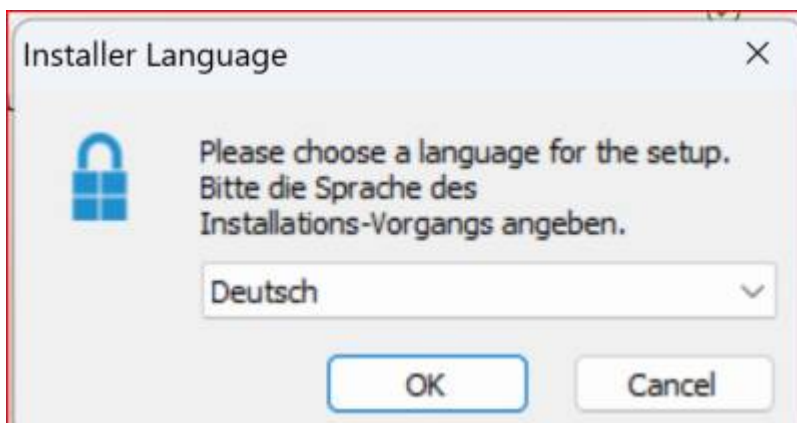 Installer Language
Please choose a language for the setup.
Bitte die Sprache des
Installations-Vorgangs angeben.
Deutsch
OK
Cancel